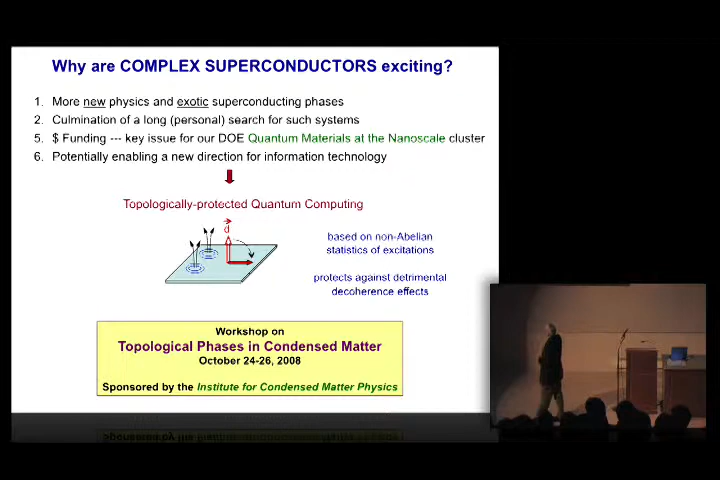 Why are COMPLEX SUPERCONDUCTORS exciting?
1. More new physics and exotic superconducting phases
2. Culmination of a long (personal) search for such systems
5. $ Funding --- key issue for our DOE Quantum Materials at the Nanoscale cluster
6. Potentially enabling a new direction for information technology
Topologically-protected Quantum Computing
d
based on non-Abelian
statistics of excitations
protects against detrimental
decoherence effects
Workshop on
Topological Phases in Condensed Matter
October 24-26, 2008
Sponsored by the Institute for Condensed Matter Physics